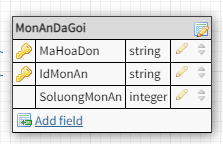 MonAnDaGoi
MaHoaDon string
IdMonAn string
SoluongMonAn integer
Add field